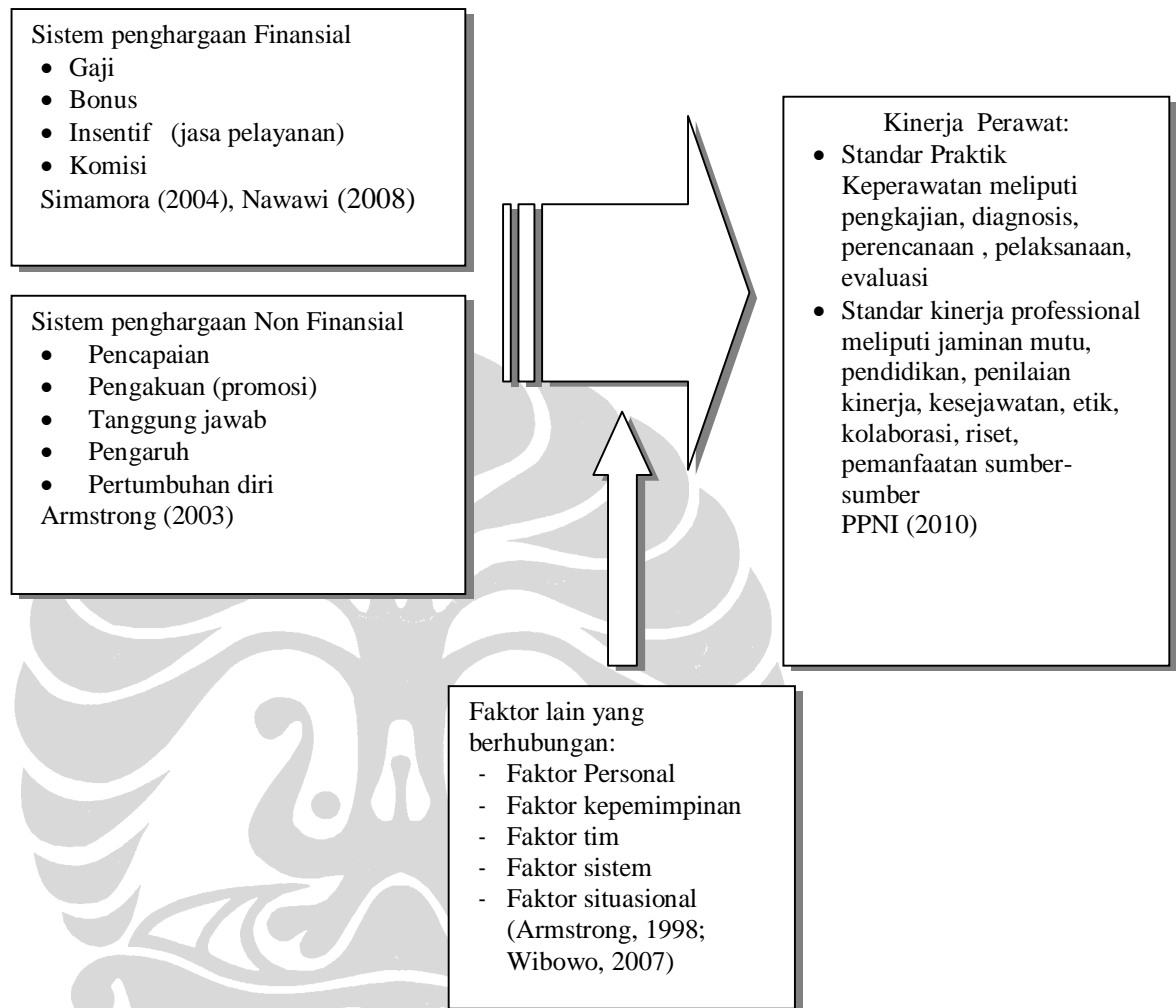 Sistem penghargaan Finansial
• Gaji
• Bonus
• Insentif (jasa pelayanan)
• Komisi
Simamora (2004), Nawawi (2008)
Sistem penghargaan Non Finansial
• Pencapaian
• Pengakuan (promosi)
• Tanggung jawab
• Pengaruh
• Pertumbuhan diri
Armstrong (2003)
Kinerja Perawat:
• Standar Praktik
Keperawatan meliputi
pengkajian, diagnosis,
perencanaan , pelaksanaan,
evaluasi
• Standar kinerja professional
meliputi jaminan mutu,
pendidikan, penilaian
kinerja, kesejawatan, etik,
kolaborasi, riset,
pemanfaatan sumber-
sumber
PPNI (2010)
Faktor lain yang
berhubungan:
- Faktor Personal
- Faktor kepemimpinan
- Faktor tim
- Faktor sistem
- Faktor situasional
(Armstrong, 1998;
Wibowo, 2007)